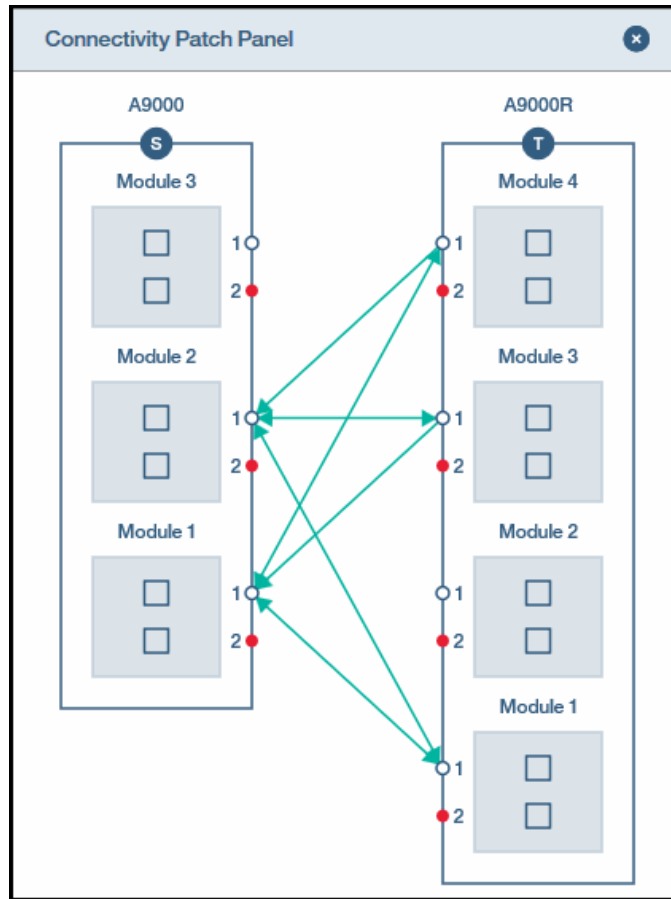 Connectivity Patch Panel
A9000
S
Module 3
1
2
Module 2
1
2
Module 1
1
2
A9000R
T
Module 4
1
2
Module 3
1
2
Module 2
1
2
Module 1
1
2